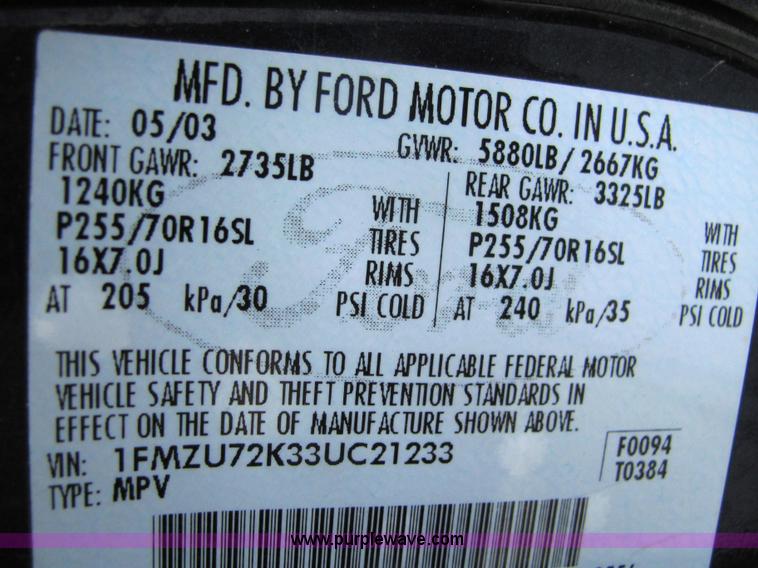 MFD. BY FORD MOTOR CO. IN U.S.A.
DATE: 05/03 GVWR: 5880LB/2667KG
FRONT GAWR: 2735LB REAR GAWR: 3325LB
1240KG WITH 1508KG WITH
P255/70R16SL TIRES P255/70R16SL TIRES
16X7.0J RIMS 16X7.0J RIMS
AT 205 kPa/30 PSI COLD AT 240 kPa/35 PSI COLD
Ford
THIS VEHICLE CONFORMS TO ALL APPLICABLE FEDERAL MOTOR
VEHICLE SAFETY AND THEFT PREVENTION STANDARDS IN
EFFECT ON THE DATE OF MANUFACTURE SHOWN ABOVE.
VIN: 1FMZU72K33UC21233 F0094
TYPE: MPV T0384
www.purplewave.com